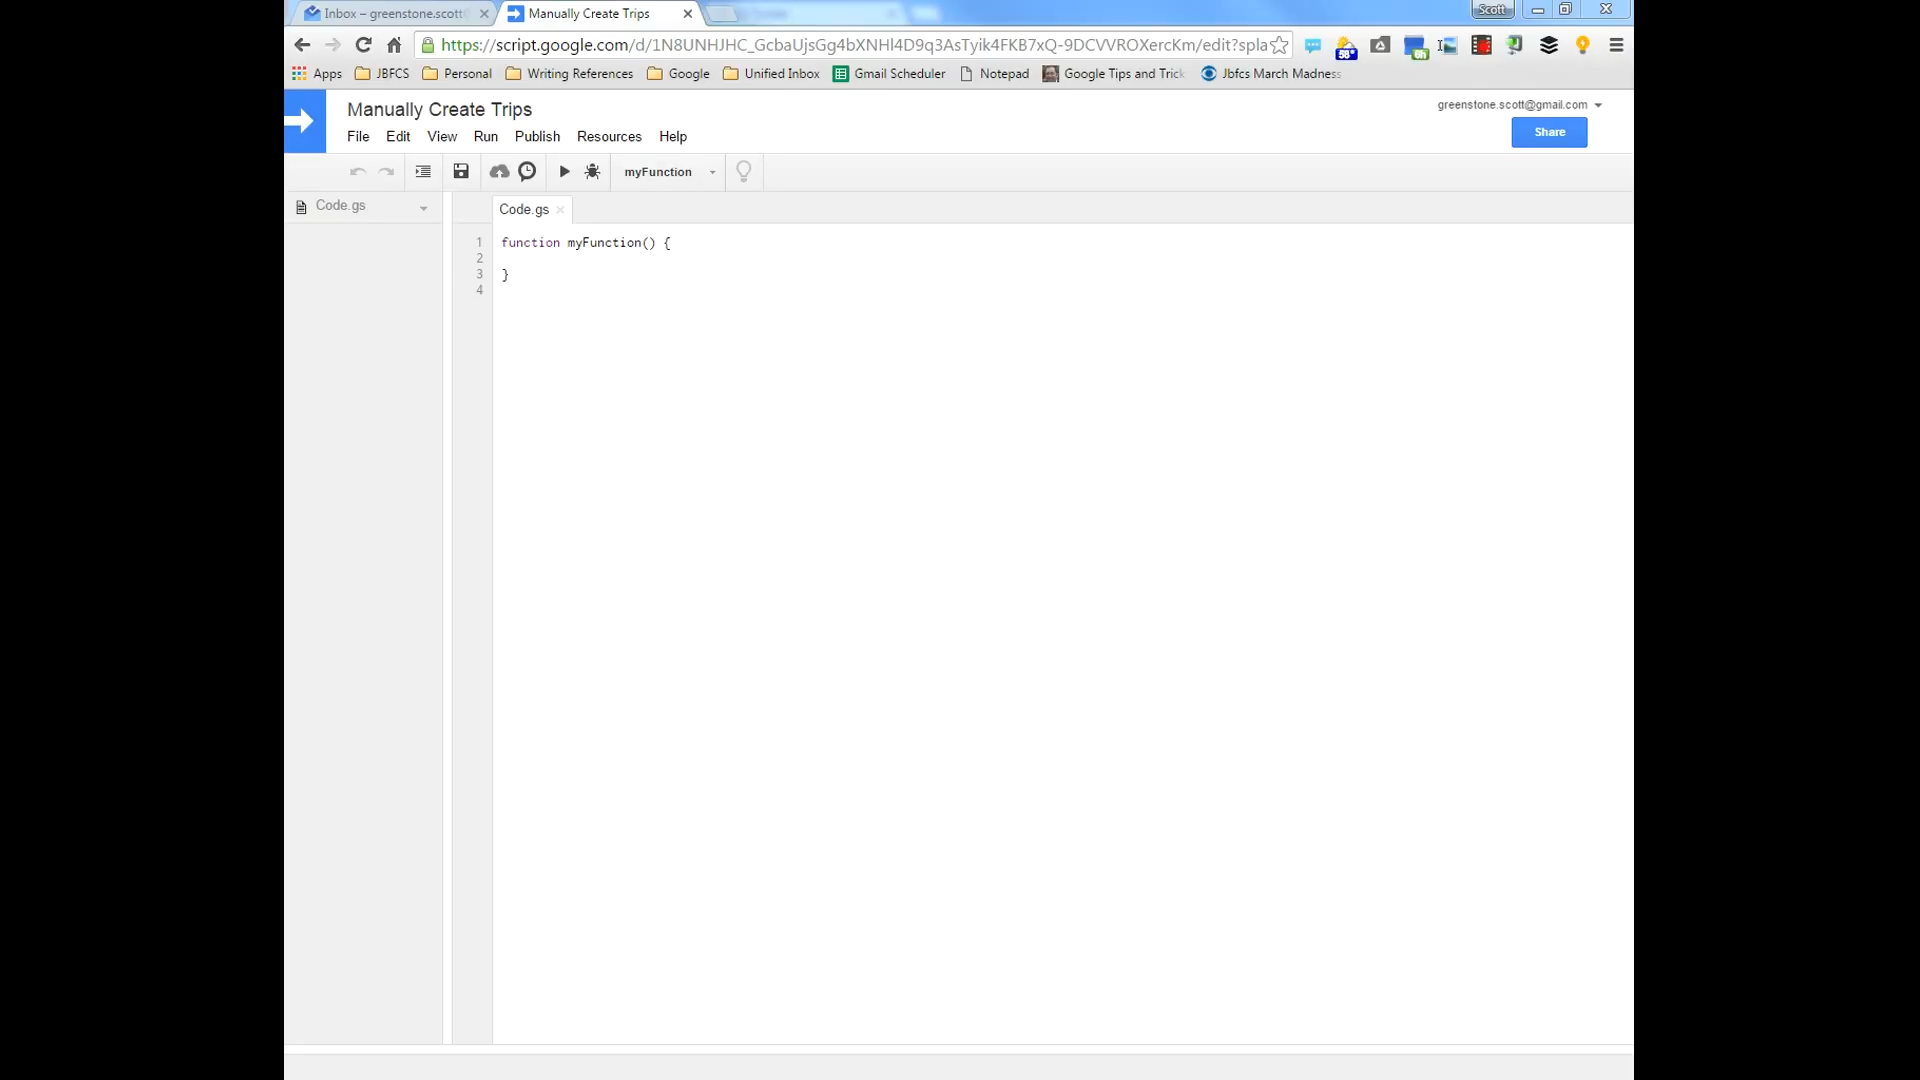 Inbox – greenstone.scott
Manually Create Trips
Scott
https://script.google.com/d/1N8UNHJHC_GcbaUjsGg4bXNHl4D9q3AsTyik4FKB7xQ-9DCVVROXercKm/edit?spla
58°
0h
Apps JBFCS Personal Writing References Google Unified Inbox Gmail Scheduler Notepad Google Tips and Trick Jbfcs March Madness
Manually Create Trips
greenstone.scott@gmail.com
File Edit View Run Publish Resources Help
Share
myFunction
Code.gs
Code.gs
1 function myFunction() {
2
3 }
4